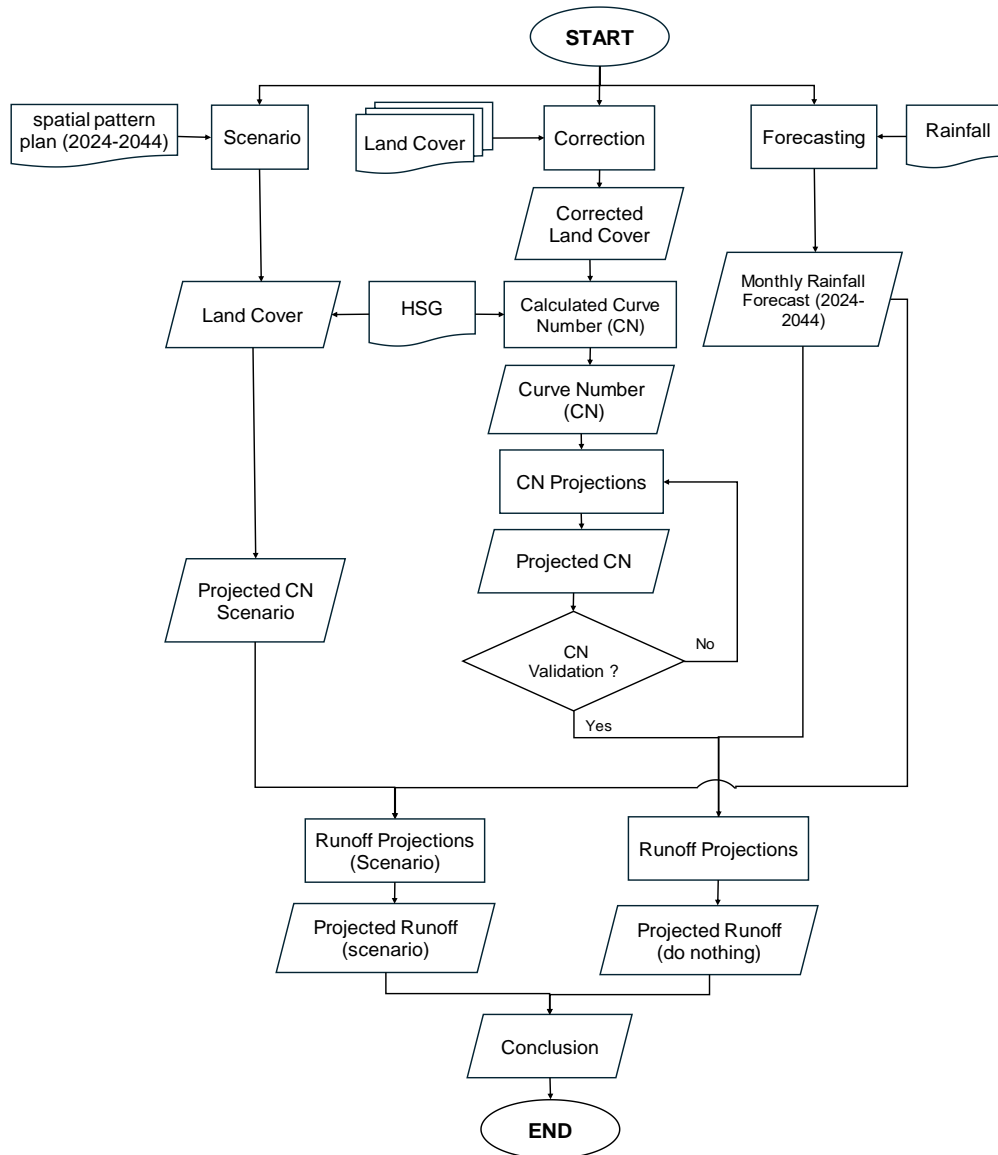 START
spatial pattern
plan (2024-2044)
Scenario
Land Cover
Correction
Forecasting
Rainfall
Corrected
Land Cover
Monthly Rainfall
Forecast (2024-
2044)
Land Cover
HSG
Calculated Curve
Number (CN)
Curve Number
(CN)
CN Projections
Projected CN
Projected CN
Scenario
CN
Validation ?
No
Yes
Runoff Projections
(Scenario)
Runoff Projections
Projected Runoff
(scenario)
Projected Runoff
(do nothing)
Conclusion
END